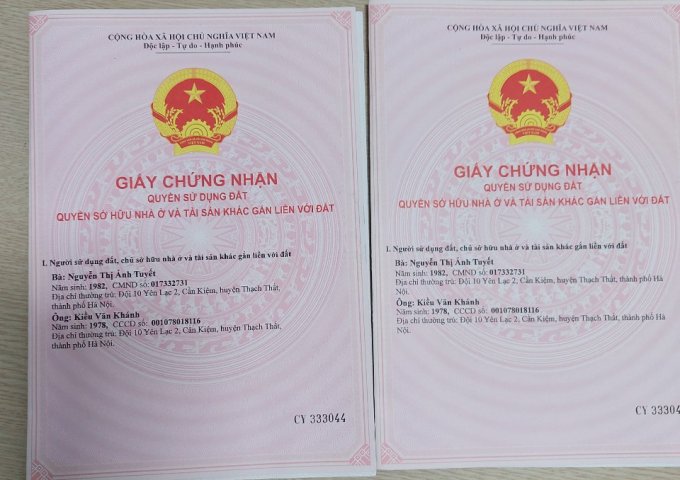 CỘNG HÒA XÃ HỘI CHỦ NGHĨA VIỆT NAM
Độc lập - Tự do - Hạnh phúc
GIẤY CHỨNG NHẬN
QUYỀN SỬ DỤNG ĐẤT
QUYỀN SỞ HỮU NHÀ Ở VÀ TÀI SẢN KHÁC GẮN LIỀN VỚI ĐẤT
I. Người sử dụng đất, chủ sở hữu nhà ở và tài sản khác gắn liền với đất
Bà: Nguyễn Thị Ánh Tuyết
Năm sinh: 1982, CMND số: 017332731
Địa chỉ thường trú: Đội 10 Yên Lạc 2, Cần Kiệm, huyện Thạch Thất,
thành phố Hà Nội.
Ông: Kiều Văn Khánh
Năm sinh: 1978, CCCD số: 001078018116
Địa chỉ thường trú: Đội 10 Yên Lạc 2, Cần Kiệm, huyện Thạch Thất,
thành phố Hà Nội.
CY 333044
CỘNG HÒA XÃ HỘI CHỦ NGHĨA VIỆT NAM
Độc lập - Tự do - Hạnh phúc
GIẤY CHỨNG NHẬN
QUYỀN SỬ DỤNG ĐẤT
QUYỀN SỞ HỮU NHÀ Ở VÀ TÀI SẢN KHÁC GẮN LIỀN VỚI ĐẤT
I. Người sử dụng đất, chủ sở hữu nhà ở và tài sản khác gắn liền với đất
Bà: Nguyễn Thị Ánh Tuyết
Năm sinh: 1982, CMND số: 017332731
Địa chỉ thường trú: Đội 10 Yên Lạc 2, Cần Kiệm, huyện Thạch Thất, thành phố Hà
Nội.
Ông: Kiều Văn Khánh
Năm sinh: 1978, CCCD số: 001078018116
Địa chỉ thường trú: Đội 10 Yên Lạc 2, Cần Kiệm, huyện Thạch Thất, thành phố Hà
Nội.
CY 33304